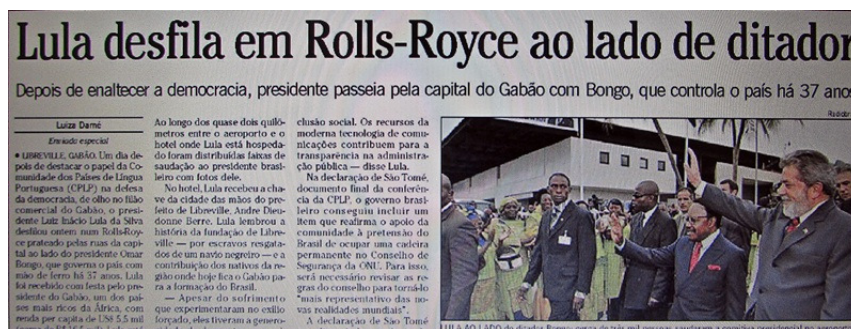 Lula desfila em Rolls-Royce ao lado de ditador
Depois de enaltecer a democracia, presidente passeia pela capital do Gabão com Bongo, que controla o país há 37 anos
Luiza Damé
Enviado especial
• LIBREVILLE, GABÃO. Um dia de-
pois de destacar o papel da Co-
munidade dos Países de Língua
Portuguesa (CPLP) na defesa
da democracia, de olho no filão
comercial do Gabão, o presi-
dente Luiz Inácio Lula da Silva
desfilou ontem num Rolls-Roy-
ce prateado pelas ruas da capi-
tal ao lado do presidente Omar
Bongo, que governa o país com
mão de ferro há 37 anos. Lula
foi recebido com festa pelo pre-
sidente do Gabão, um dos paí-
ses mais ricos da África, com
renda per capita de US$ 5,5 mil
Ao longo dos quase dois quilô-
metros entre o aeroporto e o
hotel onde Lula está hospeda-
do foram distribuídas faixas de
saudação ao presidente brasi-
leiro com fotos dele.
No hotel, Lula recebeu a cha-
ve da cidade das mãos do pre-
feito de Libreville, Andre Dieu-
donne Berre. Lula lembrou a
história da fundação de Libre-
ville — por escravos resgata-
dos de um navio negreiro — e a
contribuição dos nativos da re-
gião onde hoje fica o Gabão pa-
ra a formação do Brasil.
— Apesar do sofrimento
que experimentaram no exílio
forçado, eles tiveram a genero-
clusão social. Os recursos da
moderna tecnologia de comu-
nicações contribuem para a
transparência na administra-
ção pública — disse Lula.
Na declaração de São Tomé,
documento final da conferên-
cia da CPLP, o governo brasi-
leiro conseguiu incluir um
item que reafirma o apoio da
comunidade à pretensão do
Brasil de ocupar uma cadeira
permanente no Conselho de
Segurança da ONU. Para isso,
será necessário revisar as re-
gras do conselho para torná-lo
"mais representativo das no-
vas realidades mundiais".
A declaração de São Tomé